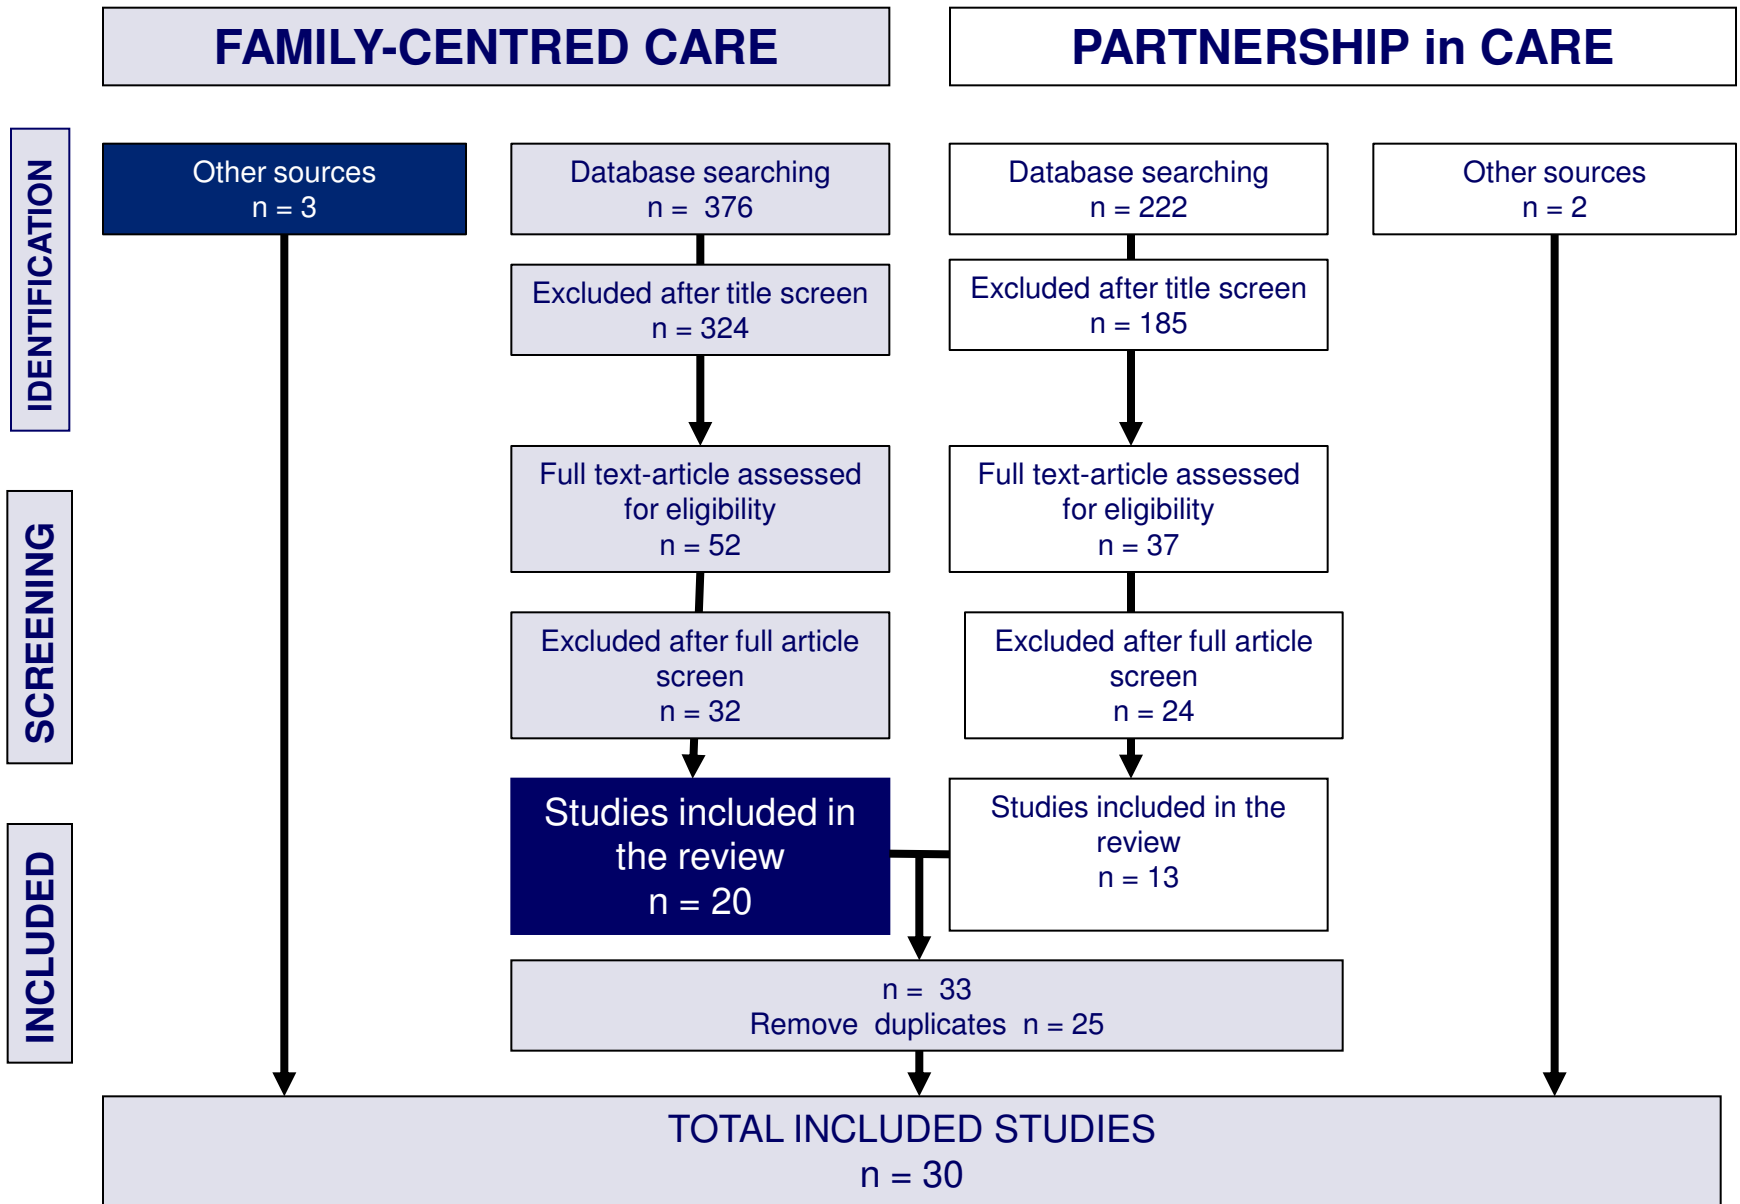 FAMILY-CENTRED CARE
PARTNERSHIP in CARE
IDENTIFICATION
Other sources
n = 3
Database searching
n = 376
Database searching
n = 222
Other sources
n = 2
Excluded after title screen
n = 324
Excluded after title screen
n = 185
SCREENING
Full text-article assessed
for eligibility
n = 52
Full text-article assessed
for eligibility
n = 37
Excluded after full article
screen
n = 32
Excluded after full article
screen
n = 24
INCLUDED
Studies included in
the review
n = 20
Studies included in the
review
n = 13
n = 33
Remove duplicates n = 25
TOTAL INCLUDED STUDIES
n = 30